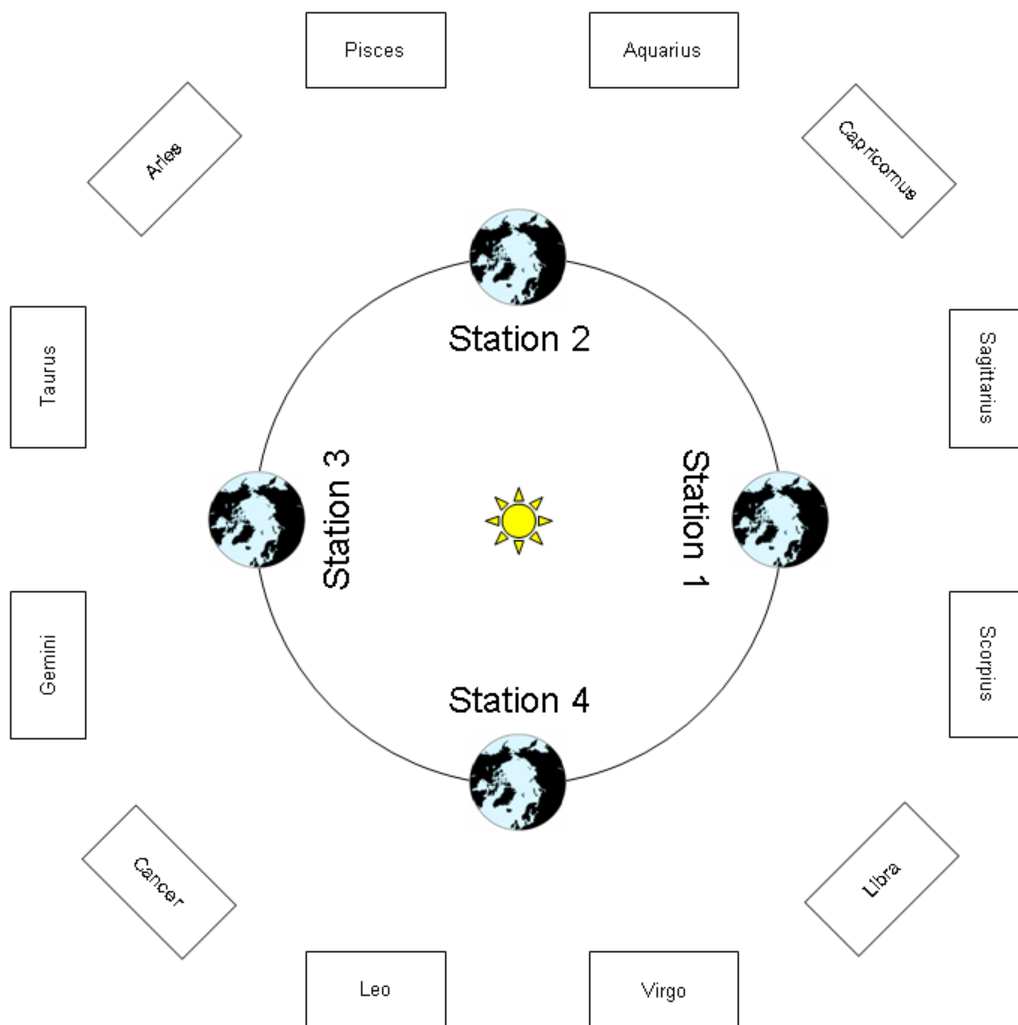 Pisces
Aquarius
Aries
Capricornus
Station 2
Taurus
Sagittarius
Station 3
Station 1
Gemini
Scorpius
Station 4
Cancer
Libra
Leo
Virgo